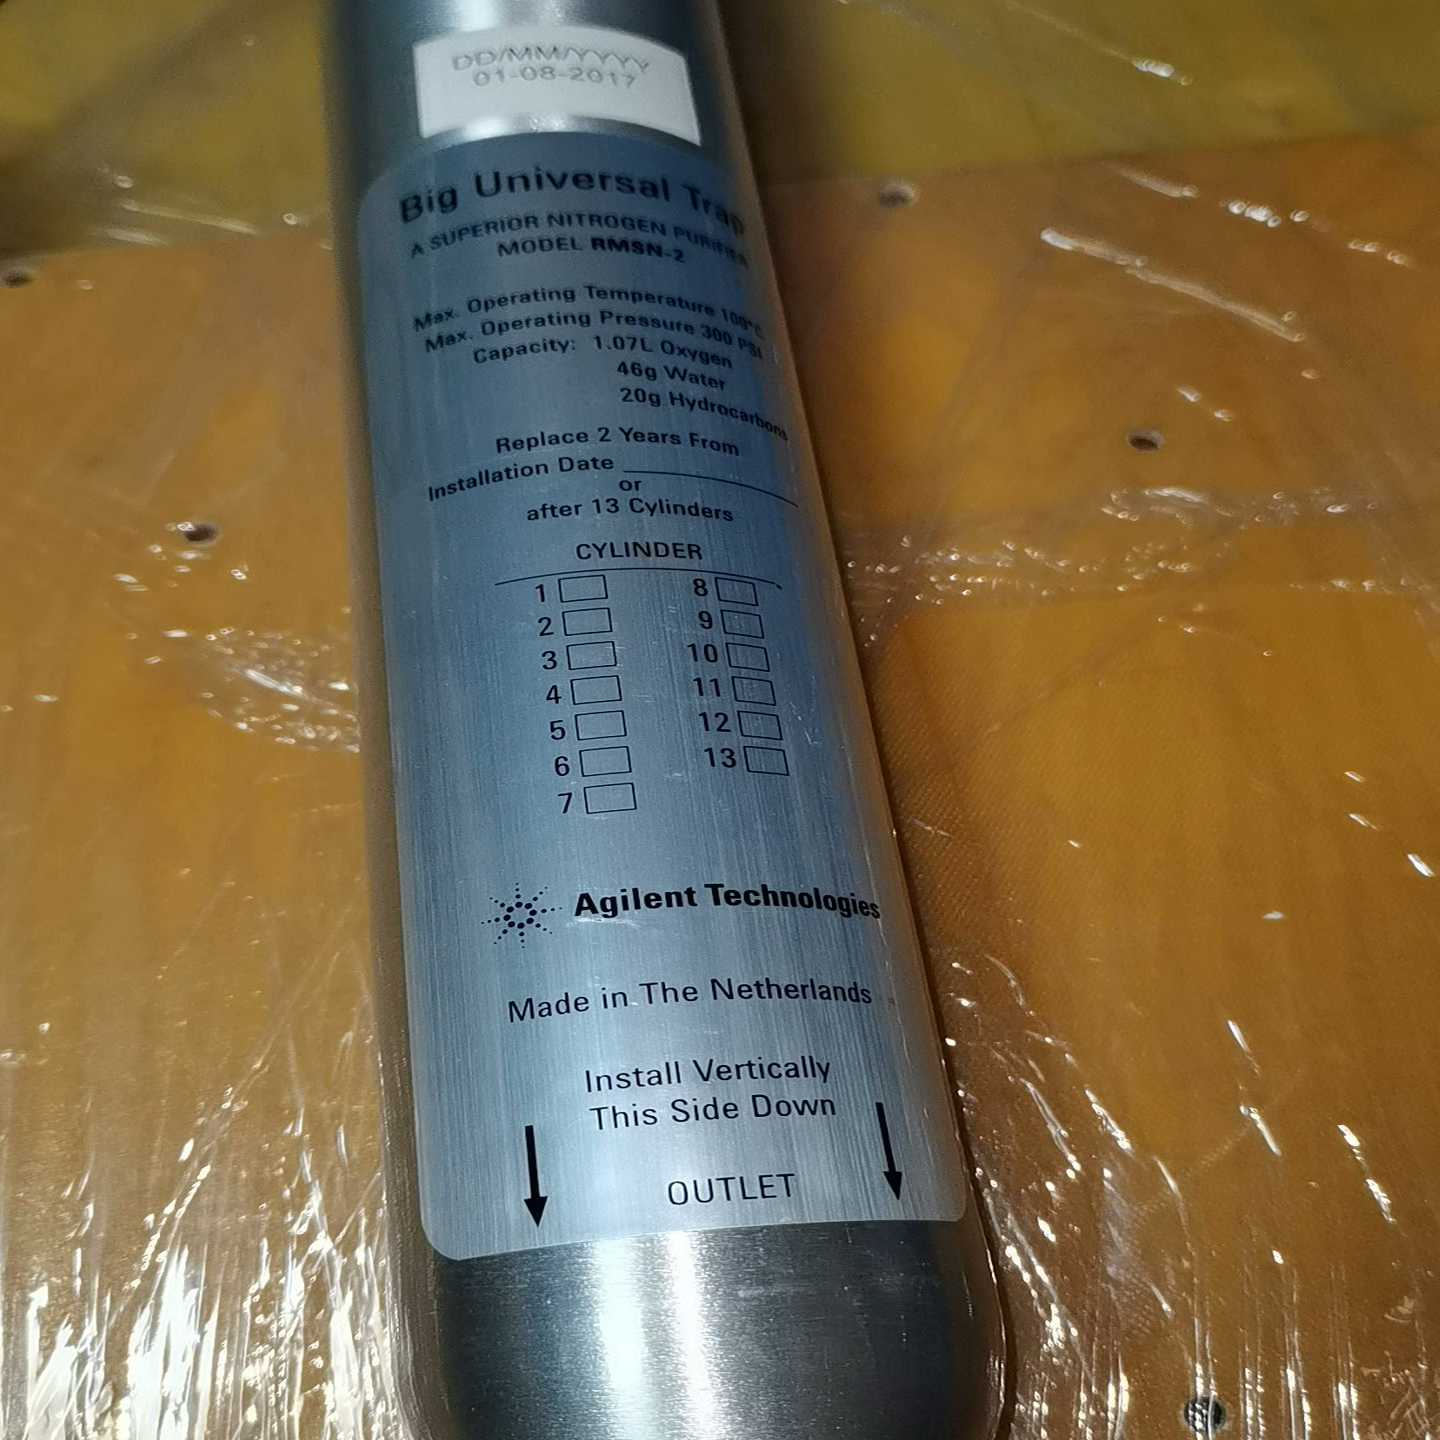 DD/MM/YYYY
01-08-2017
Big Universal Trap
A SUPERIOR NITROGEN PURIFIER
MODEL RMSN-2
Max. Operating Temperature 100°C
Max. Operating Pressure 300 PSI
Capacity: 1.07L Oxygen
46g Water
20g Hydrocarbons
Replace 2 Years From
Installation Date
or
after 13 Cylinders
CYLINDER
1 8
2 9
3 10
4 11
5 12
6 13
7
Agilent Technologies
Made in The Netherlands
Install Vertically
This Side Down
OUTLET